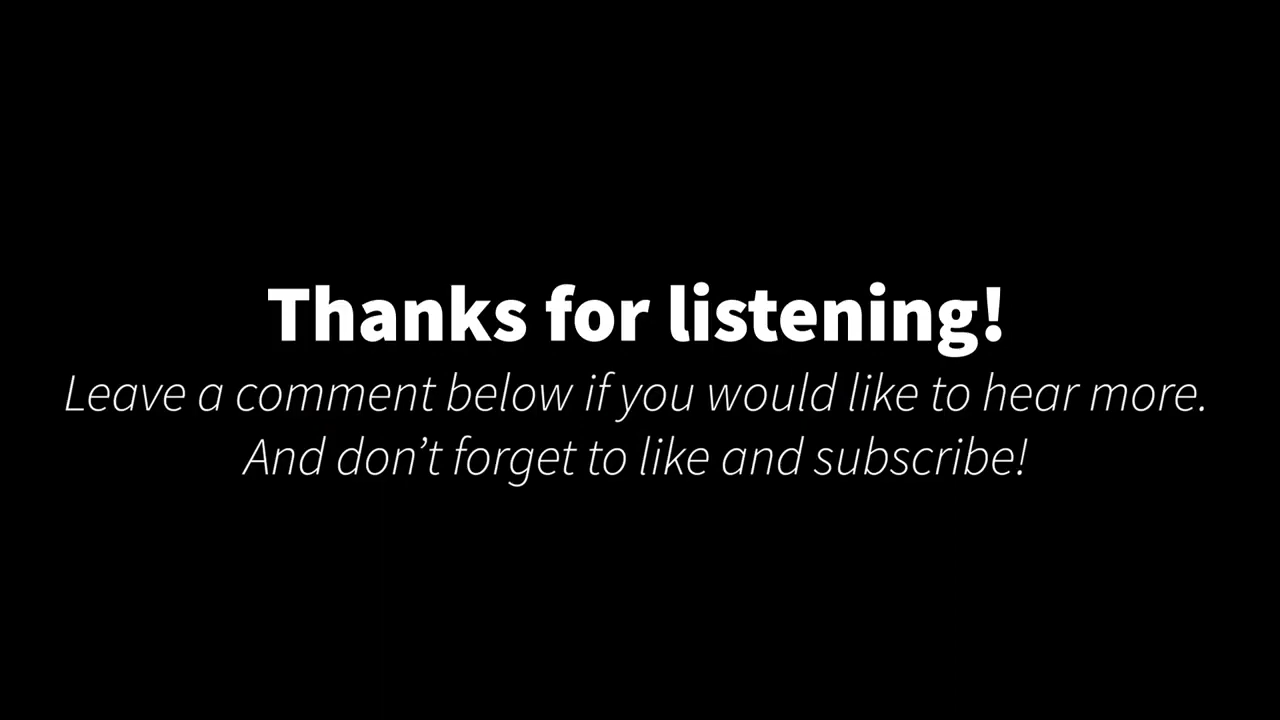 Thanks for listening!
Leave a comment below if you would like to hear more.
And don’t forget to like and subscribe!